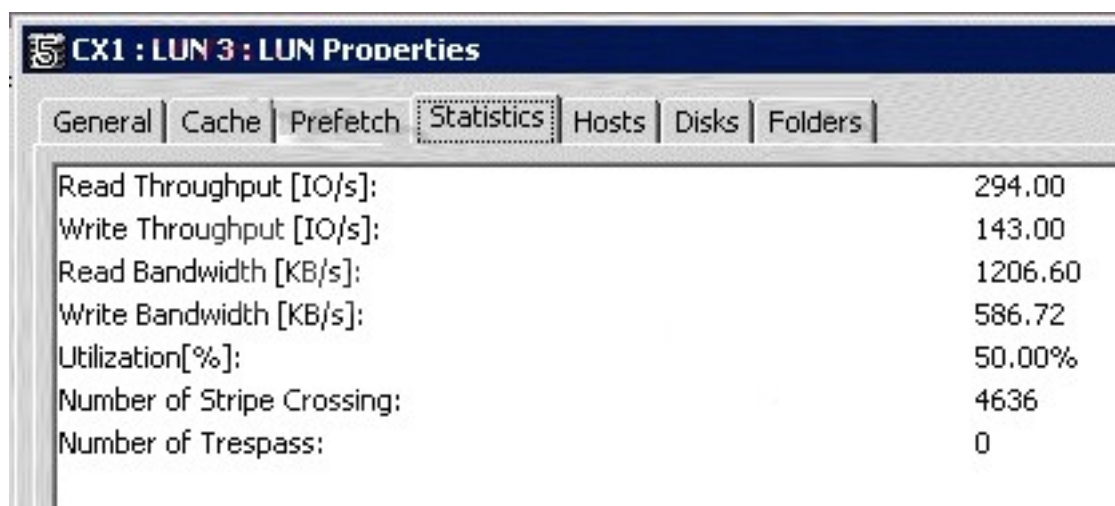 CX1 : LUN 3 : LUN Properties
General Cache Prefetch Statistics Hosts Disks Folders
Read Throughput [IO/s]: 294.00
Write Throughput [IO/s]: 143.00
Read Bandwidth [KB/s]: 1206.60
Write Bandwidth [KB/s]: 586.72
Utilization[%]: 50.00%
Number of Stripe Crossing: 4636
Number of Trespass: 0